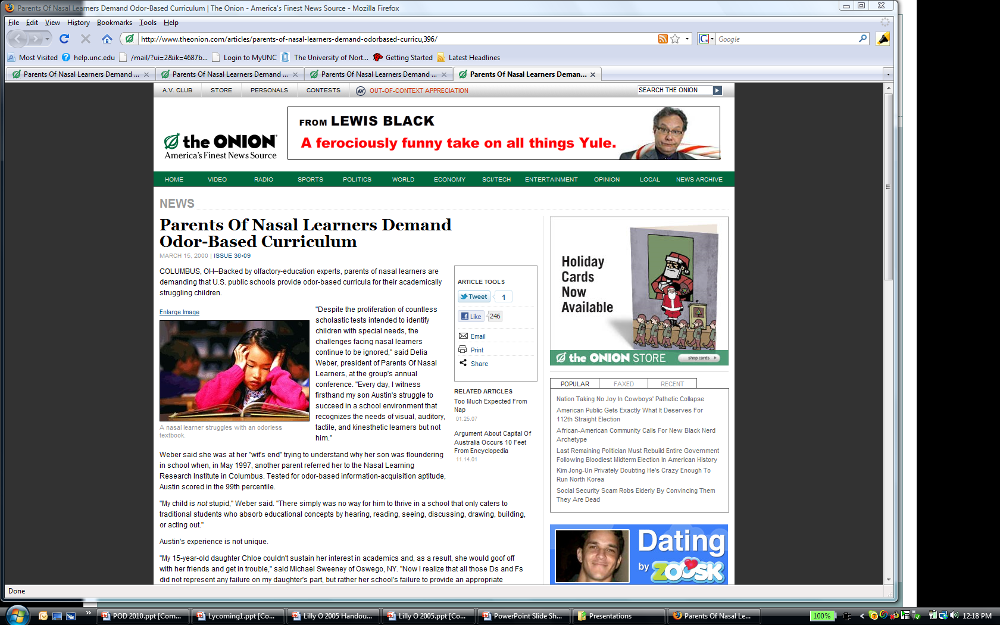 Parents Of Nasal Learners Demand Odor-Based Curriculum | The Onion - America's Finest News Source - Mozilla Firefox
File Edit View History Bookmarks Tools Help
http://www.theonion.com/articles/parents-of-nasal-learners-demand-odorbased-curricu,396/
Google
Most Visited help.unc.edu /mail/?ui=2&ik=4687b... Login to MyUNC The University of Nort... Getting Started Latest Headlines
Parents Of Nasal Learners Demand ... Parents Of Nasal Learners Demand ... Parents Of Nasal Learners Demand ... Parents Of Nasal Learners Deman...
A.V. CLUB STORE PERSONALS CONTESTS AV OUT-OF-CONTEXT APPRECIATION SEARCH THE ONION
FROM LEWIS BLACK
A ferociously funny take on all things Yule.
the ONION
America's Finest News Source
HOME VIDEO RADIO SPORTS POLITICS WORLD ECONOMY SCI/TECH ENTERTAINMENT OPINION LOCAL NEWS ARCHIVE
NEWS
Parents Of Nasal Learners Demand
Odor-Based Curriculum
MARCH 15, 2000 | ISSUE 36•09
COLUMBUS, OH–Backed by olfactory-education experts, parents of nasal learners are
demanding that U.S. public schools provide odor-based curricula for their academically
struggling children.
Enlarge Image
A nasal learner struggles with an odorless
textbook.
"Despite the proliferation of countless
scholastic tests intended to identify
children with special needs, the
challenges facing nasal learners
continue to be ignored," said Delia
Weber, president of Parents Of Nasal
Learners, at the group's annual
conference. "Every day, I witness
firsthand my son Austin's struggle to
succeed in a school environment that
recognizes the needs of visual, auditory,
tactile, and kinesthetic learners but not
him."
Weber said she was at her "wit's end" trying to understand why her son was floundering
in school when, in May 1997, another parent referred her to the Nasal Learning
Research Institute in Columbus. Tested for odor-based information-acquisition aptitude,
Austin scored in the 99th percentile.
"My child is not stupid," Weber said. "There simply was no way for him to thrive in a school that only caters to
traditional students who absorb educational concepts by hearing, reading, seeing, discussing, drawing, building,
or acting out."
Austin's experience is not unique.
"My 15-year-old daughter Chloe couldn't sustain her interest in academics and, as a result, she would goof off
with her friends and get in trouble," said Michael Sweeney of Oswego, NY. "Now I realize that all those Ds and Fs
did not represent any failure on my daughter's part, but rather her school's failure to provide an appropriate
ARTICLE TOOLS
Tweet 1
Like 246
Email
Print
Share
RELATED ARTICLES
Too Much Expected From
Nap
01.25.07
Argument About Capital Of
Australia Occurs 10 Feet
From Encyclopedia
11.14.01
Holiday
Cards
Now
Available
the ONION STORE shop cards
POPULAR FAXED RECENT
Nation Taking No Joy In Cowboys' Pathetic Collapse
American Public Gets Exactly What It Deserves For
112th Straight Election
African-American Community Calls For New Black Nerd
Archetype
Last Remaining Politician Must Rebuild Entire Government
Following Bloodiest Midterm Election In American History
Kim Jong-Un Privately Doubting He's Crazy Enough To
Run North Korea
Social Security Scam Robs Elderly By Convincing Them
They Are Dead
Dating
by Zoosk
Done
POD 2010.ppt [Com... Lycoming1.ppt [Co... Lilly O 2005 Handou... Lilly O 2005.ppt [Co... PowerPoint Slide Sh... Presentations Parents Of Nasal Le... 100% 12:18 PM